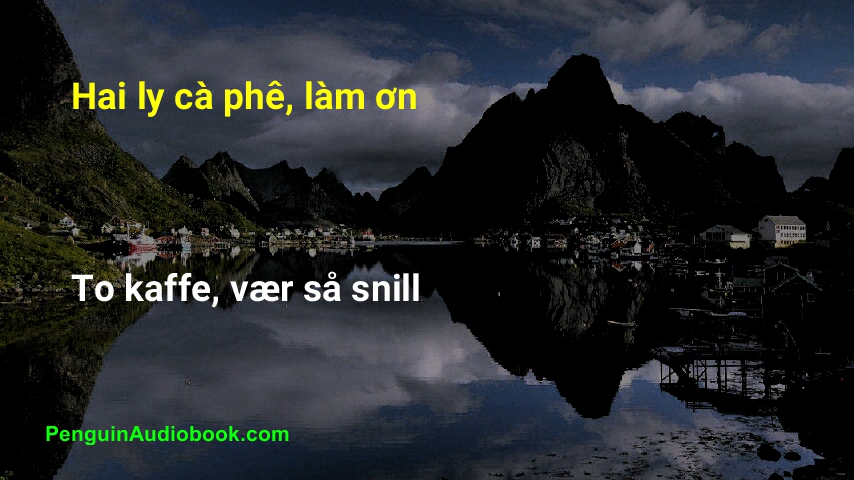 Hai ly cà phê, làm ơn
To kaffe, vær så snill
PenguinAudiobook.com